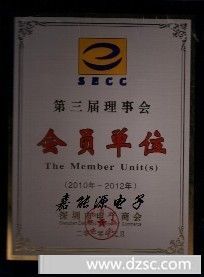 SECC
第三届理事会
会员单位
The Member Unit(s)
(2010年－2012年)
嘉能源电子
深圳市电子商会
www.dzsc.com